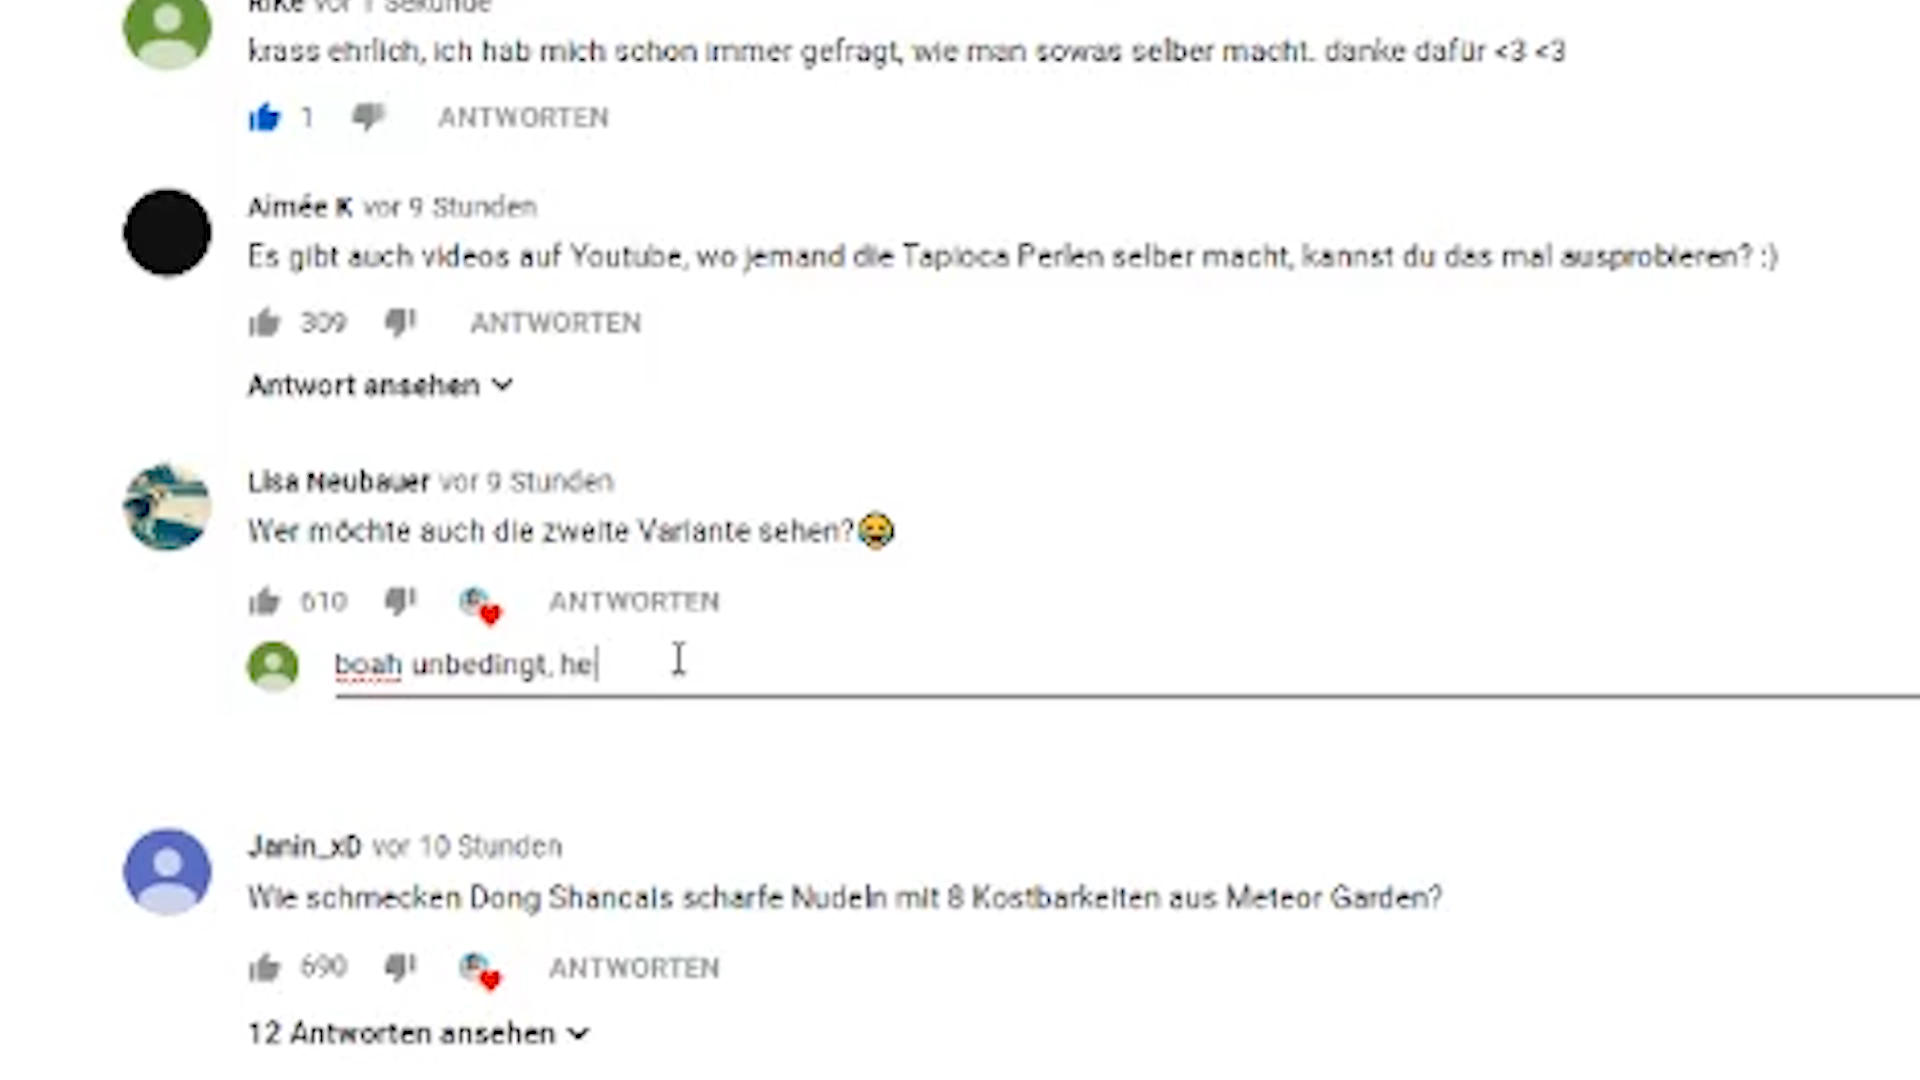 Rike vor 1 Sekunde
krass ehrlich, ich hab mich schon immer gefragt, wie man sowas selber macht. danke dafür <3 <3
1 ANTWORTEN
Aimée K vor 9 Stunden
Es gibt auch videos auf Youtube, wo jemand die Tapioca Perlen selber macht, kannst du das mal ausprobieren? :)
309 ANTWORTEN
Antwort ansehen
Lisa Neubauer vor 9 Stunden
Wer möchte auch die zweite Variante sehen?😂
610 ANTWORTEN
boah unbedingt, he
Janin_xD vor 10 Stunden
Wie schmecken Dong Shancais scharfe Nudeln mit 8 Kostbarkeiten aus Meteor Garden?
690 ANTWORTEN
12 Antworten ansehen